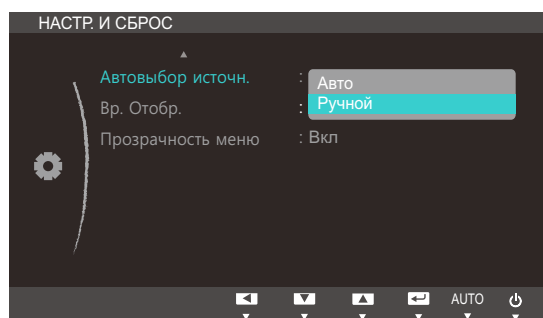 НАСТР. И СБРОС
Автовыбор источн. : Авто
Ручной
Вр. Отобр. :
Прозрачность меню : Вкл
AUTO